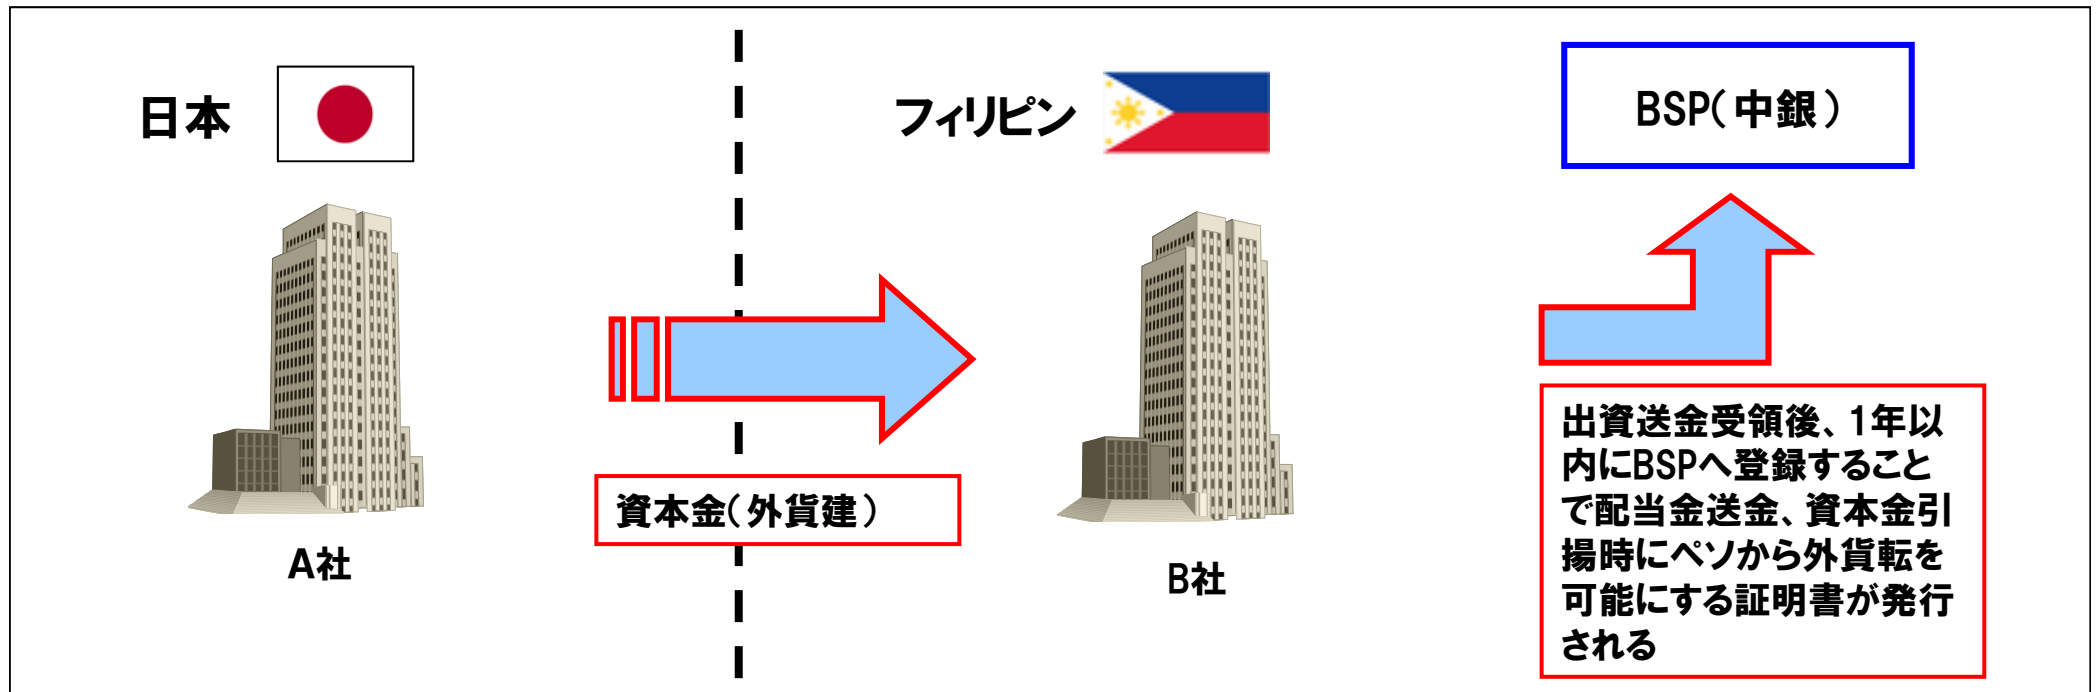 日本
フィリピン
BSP(中銀)
資本金(外貨建)
A社
B社
出資送金受領後、1年以
内にBSPへ登録すること
で配当金送金、資本金引
揚時にペソから外貨転を
可能にする証明書が発行
される